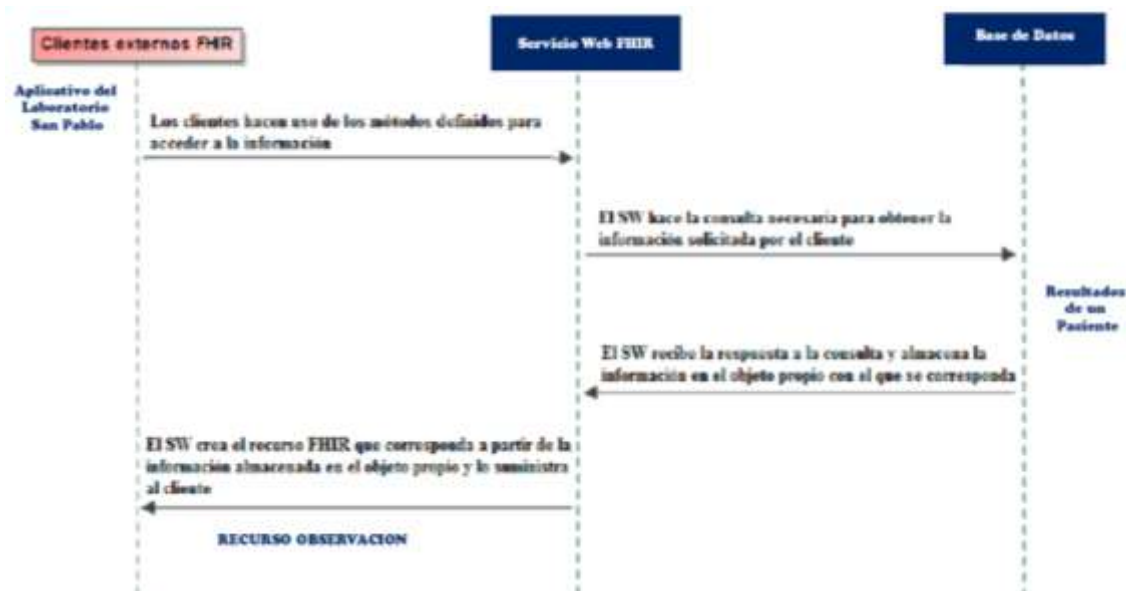 Clientes externos FHIR
Servicio Web FHIR
Base de Datos
Aplicativo del
Laboratorio
San Pablo
Los clientes hacen uso de los métodos definidos para
acceder a la información
El SW hace la consulta necesaria para obtener la
información solicitada por el cliente
Resultados
de un
Paciente
El SW recibe la respuesta a la consulta y almacena la
información en el objeto propio con el que se corresponda
El SW crea el recurso FHIR que corresponda a partir de la
información almacenada en el objeto propio y lo suministra
al cliente
RECURSO OBSERVACION